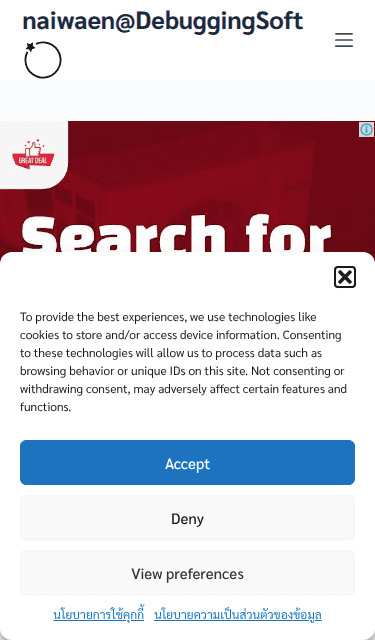 naiwaen@DebuggingSoft
GREAT DEAL
Search for
To provide the best experiences, we use technologies like
cookies to store and/or access device information. Consenting
to these technologies will allow us to process data such as
browsing behavior or unique IDs on this site. Not consenting or
withdrawing consent, may adversely affect certain features and
functions.
Accept
Deny
View preferences
นโยบายการใช้คุกกี้ นโยบายความเป็นส่วนตัวของข้อมูล